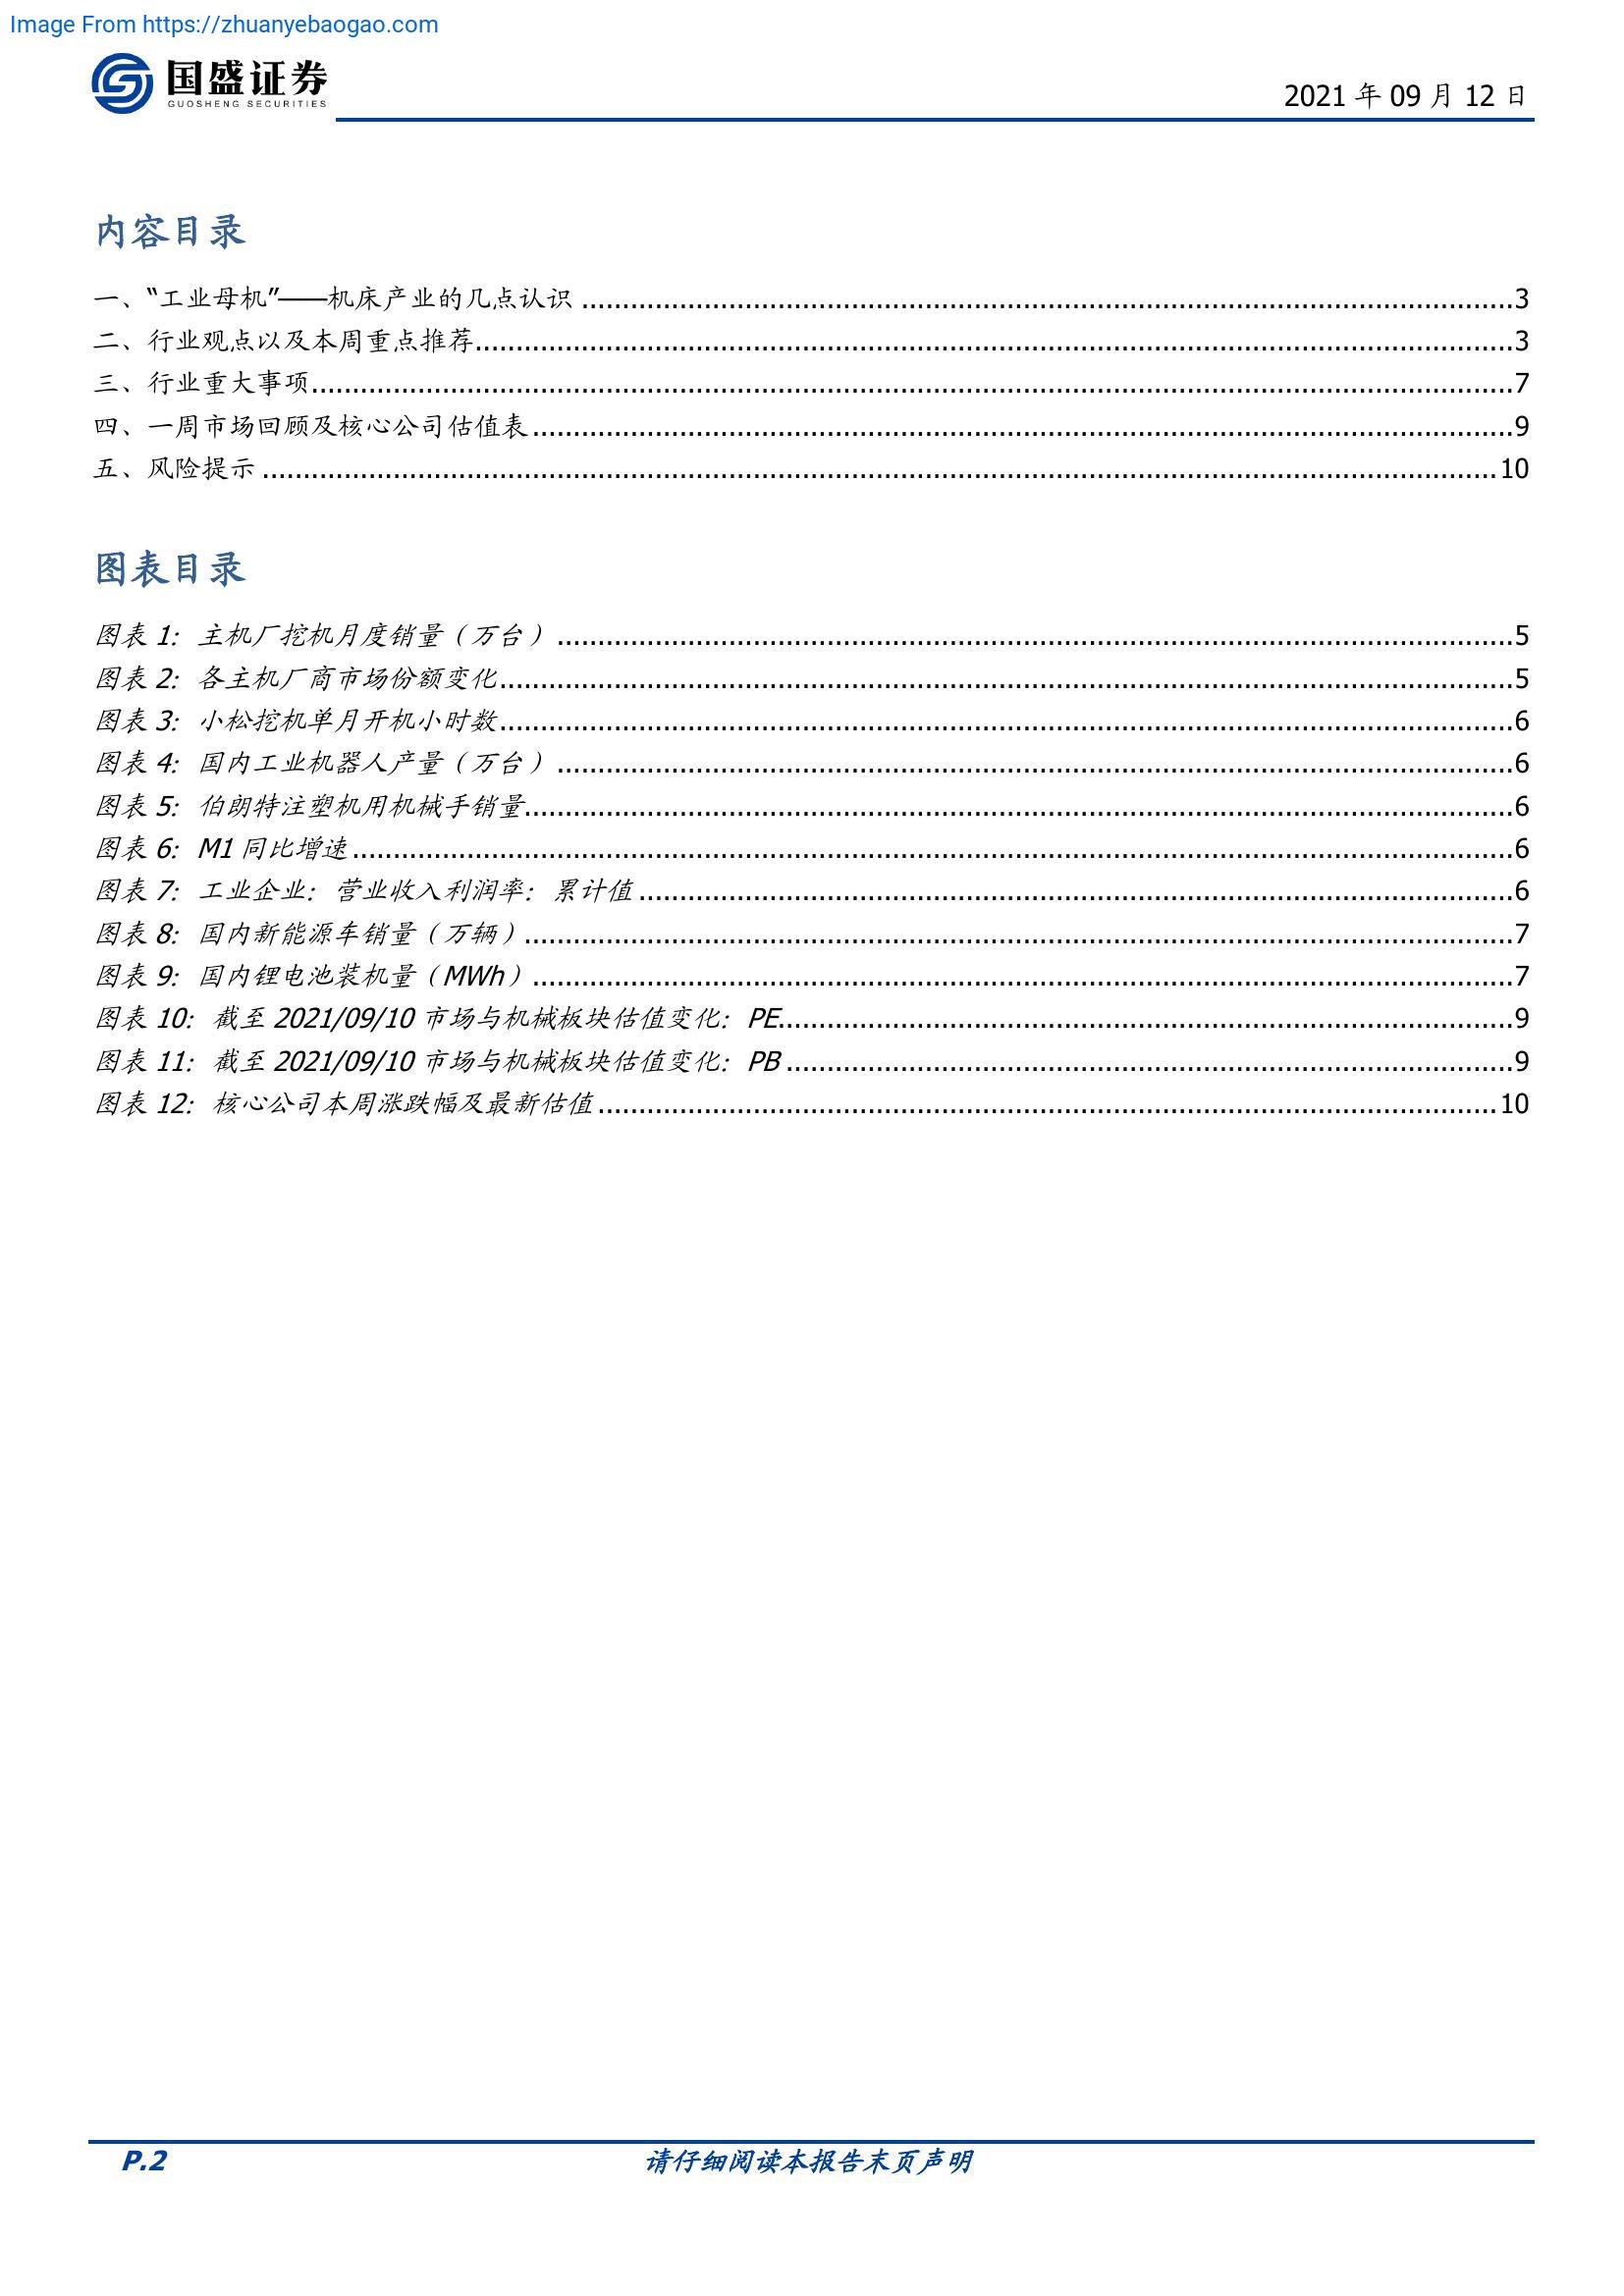 Image From https://zhuanyebaogao.com
国盛证券
GUOSHENG SECURITIES
2021 年 09 月 12 日
内容目录
一、“工业母机”——机床产业的几点认识 ....................3
二、行业观点以及本周重点推荐....................3
三、行业重大事项....................7
四、一周市场回顾及核心公司估值表....................9
五、风险提示 ....................10
图表目录
图表 1：主机厂挖机月度销量（万台）....................5
图表 2：各主机厂商市场份额变化....................5
图表 3：小松挖机单月开机小时数....................6
图表 4：国内工业机器人产量（万台）....................6
图表 5：伯朗特注塑机用机械手销量....................6
图表 6：M1 同比增速....................6
图表 7：工业企业：营业收入利润率：累计值....................6
图表 8：国内新能源车销量（万辆）....................7
图表 9：国内锂电池装机量（MWh）....................7
图表 10：截至 2021/09/10 市场与机械板块估值变化：PE....................9
图表 11：截至 2021/09/10 市场与机械板块估值变化：PB....................9
图表 12：核心公司本周涨跌幅及最新估值....................10
P.2
请仔细阅读本报告末页声明